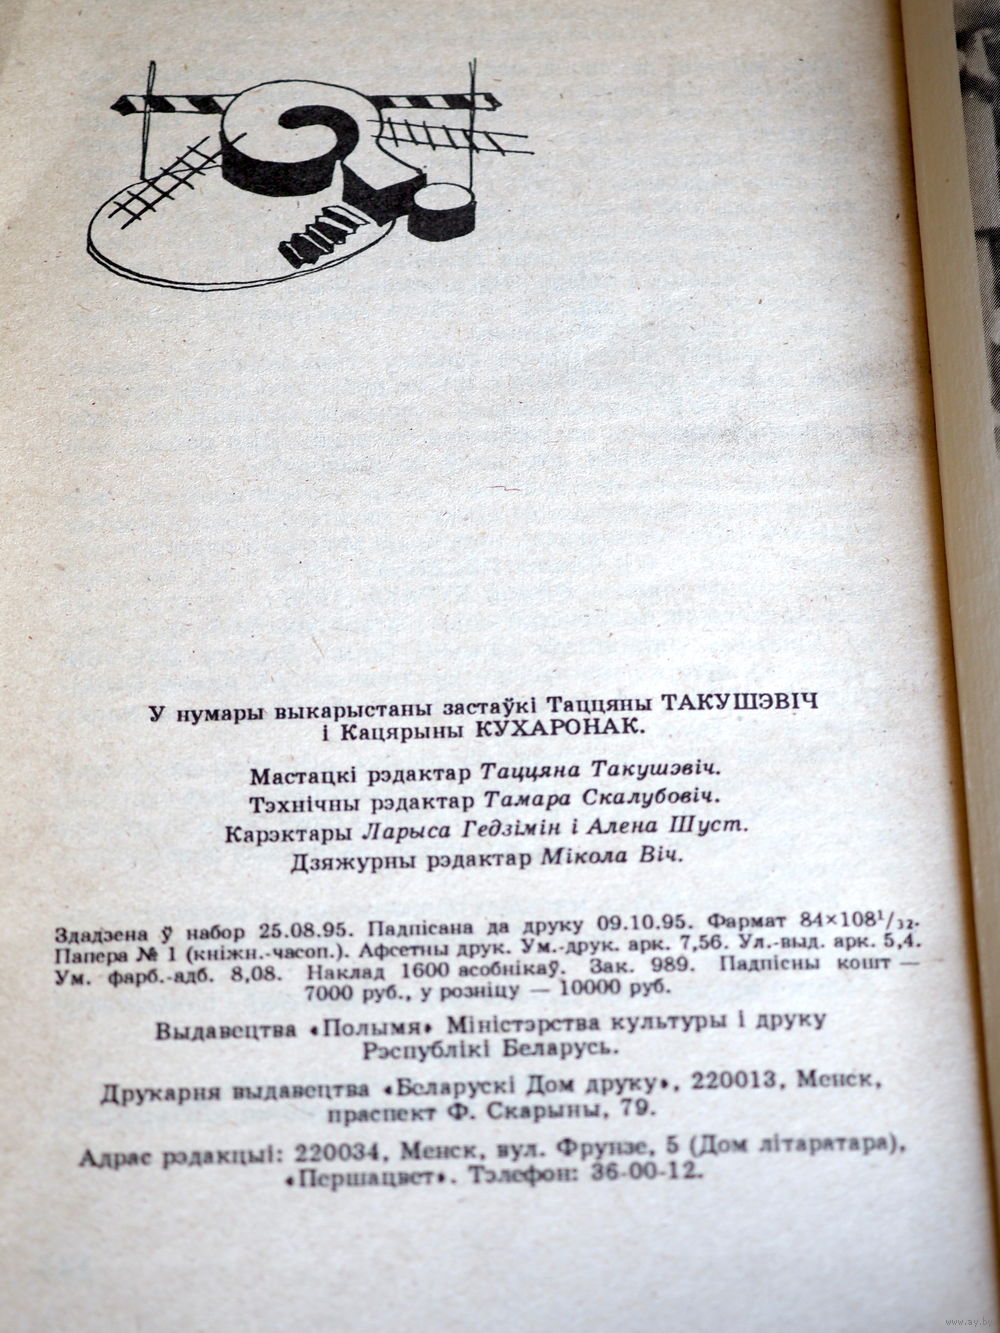 У нумары выкарыстаны застаўкі Таццяны ТАКУШЭВІЧ
і Кацярыны КУХАРОНАК.
Мастацкі рэдактар Таццяна Такушэвіч.
Тэхнічны рэдактар Тамара Скалубовіч.
Карэктары Ларыса Гедзімін і Алена Шуст.
Дзяжурны рэдактар Мікола Віч.
Здадзена ў набор 25.08.95. Падпісана да друку 09.10.95. Фармат 84×108¹/₃₂.
Папера № 1 (кніжн.-часоп.). Афсетны друк. Ум.-друк. арк. 7,56. Ул.-выд. арк. 5,4.
Ум. фарб.-адб. 8,08. Наклад 1600 асобнікаў. Зак. 989. Падпісны кошт —
7000 руб., у розніцу — 10000 руб.
Выдавецтва «Полымя» Міністэрства культуры і друку
Рэспублікі Беларусь.
Друкарня выдавецтва «Беларускі Дом друку», 220013, Менск,
праспект Ф. Скарыны, 79.
Адрас рэдакцыі: 220034, Менск, вул. Фрунзе, 5 (Дом літаратара),
«Першацвет». Тэлефон: 36-00-12.
www.ay.by